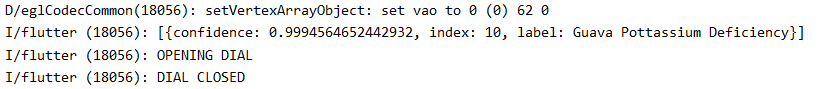 D/eglCodecCommon(18056): setVertexArrayObject: set vao to 0 (0) 62 0
I/flutter (18056): [{confidence: 0.9994564652442932, index: 10, label: Guava Pottassium Deficiency}]
I/flutter (18056): OPENING DIAL
I/flutter (18056): DIAL CLOSED